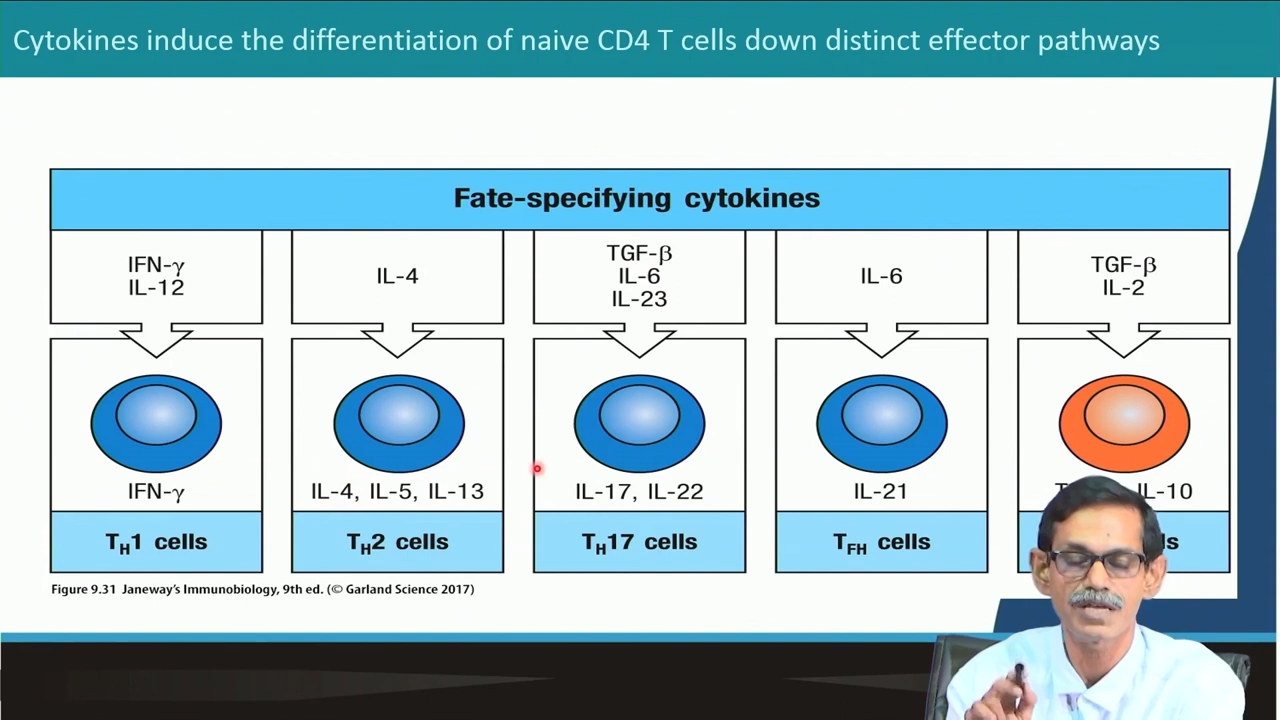 Cytokines induce the differentiation of naive CD4 T cells down distinct effector pathways
Fate-specifying cytokines
IFN-γ
IL-12
IL-4
TGF-β
IL-6
IL-23
IL-6
TGF-β
IL-2
IFN-γ
IL-4, IL-5, IL-13
IL-17, IL-22
IL-21
IL-10
TH1 cells
TH2 cells
TH17 cells
TFH cells
Figure 9.31 Janeway's Immunobiology, 9th ed. (© Garland Science 2017)